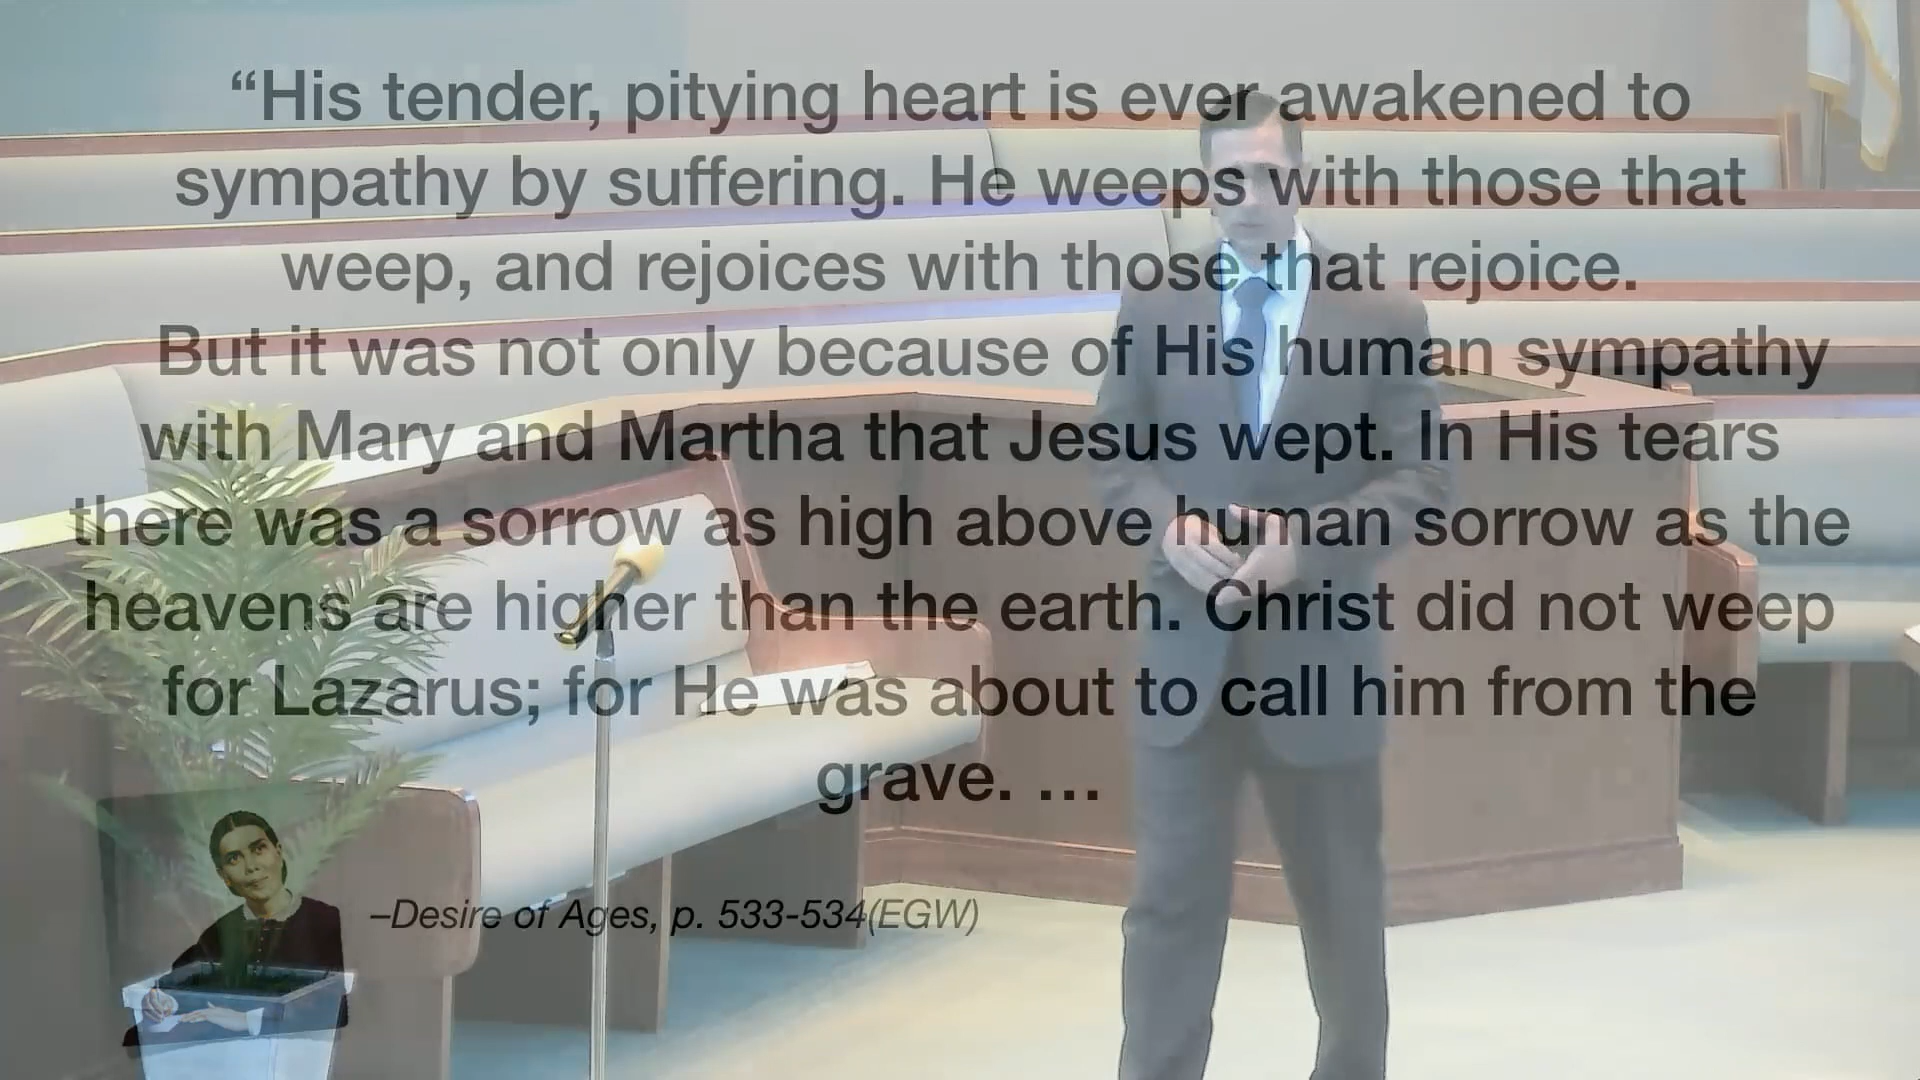 “His tender, pitying heart is ever awakened to
sympathy by suffering. He weeps with those that
weep, and rejoices with those that rejoice.
But it was not only because of His human sympathy
with Mary and Martha that Jesus wept. In His tears
there was a sorrow as high above human sorrow as the
heavens are higher than the earth. Christ did not weep
for Lazarus; for He was about to call him from the
grave. …
–Desire of Ages, p. 533-534(EGW)